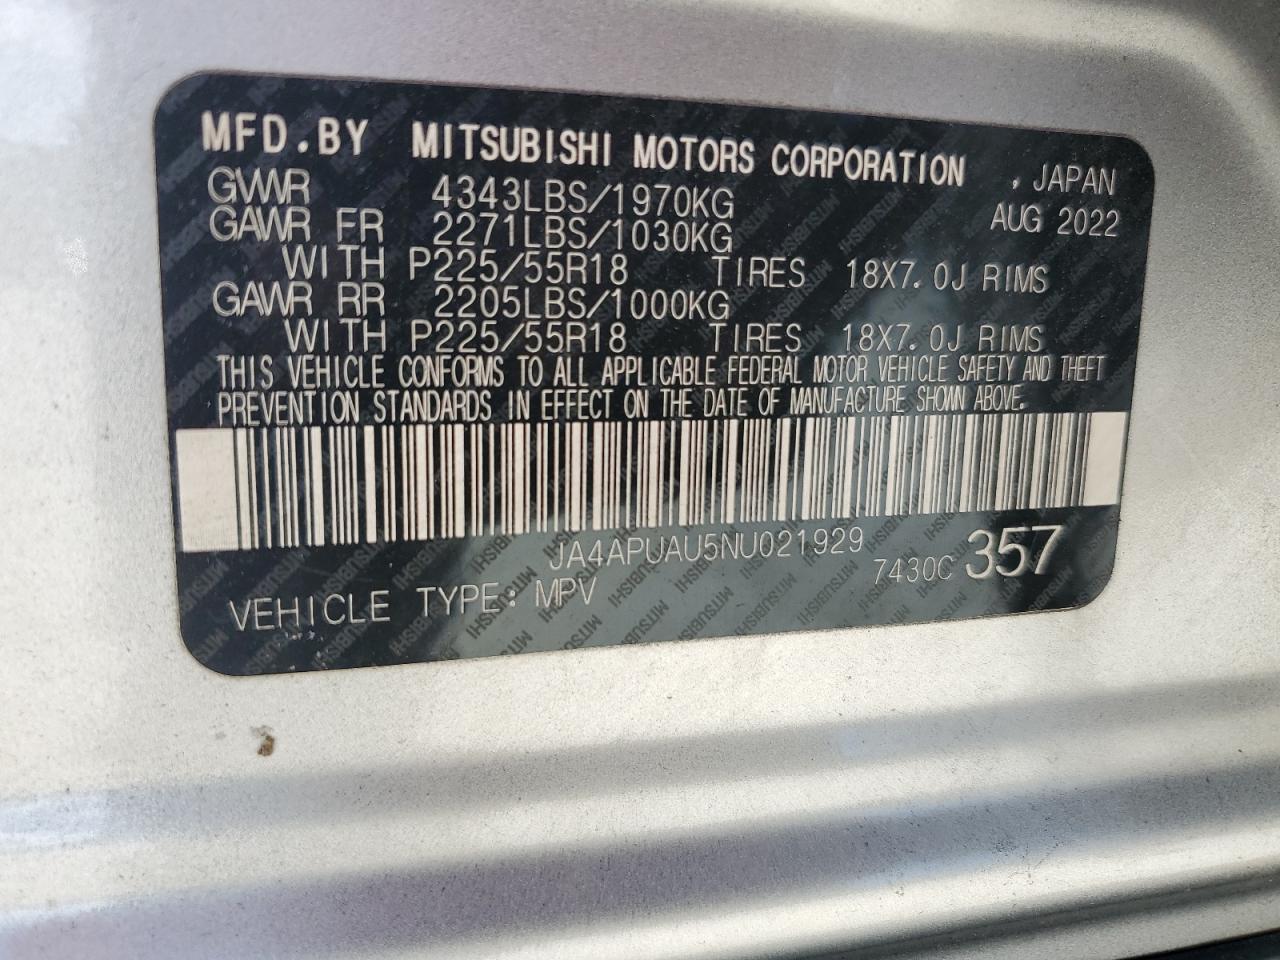 MFD.BY MITSUBISHI MOTORS CORPORATION , JAPAN
GVWR 4343LBS/1970KG AUG 2022
GAWR FR 2271LBS/1030KG
WITH P225/55R18 TIRES 18X7.0J RIMS
GAWR RR 2205LBS/1000KG
WITH P225/55R18 TIRES 18X7.0J RIMS
THIS VEHICLE CONFORMS TO ALL APPLICABLE FEDERAL MOTOR VEHICLE SAFETY AND THEFT
PREVENTION STANDARDS IN EFFECT ON THE DATE OF MANUFACTURE SHOWN ABOVE.
JA4APUAU5NU021929
7430C 357
VEHICLE TYPE: MPV